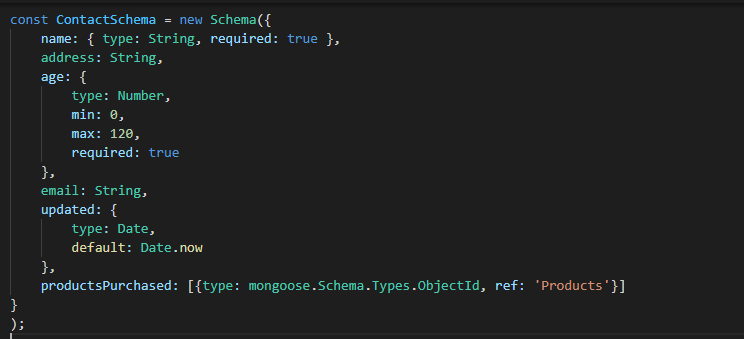 const ContactSchema = new Schema({
    name: { type: String, required: true },
    address: String,
    age: {
        type: Number,
        min: 0,
        max: 120,
        required: true
    },
    email: String,
    updated: {
        type: Date,
        default: Date.now
    },
    productsPurchased: [{type: mongoose.Schema.Types.ObjectId, ref: 'Products'}]
}
);